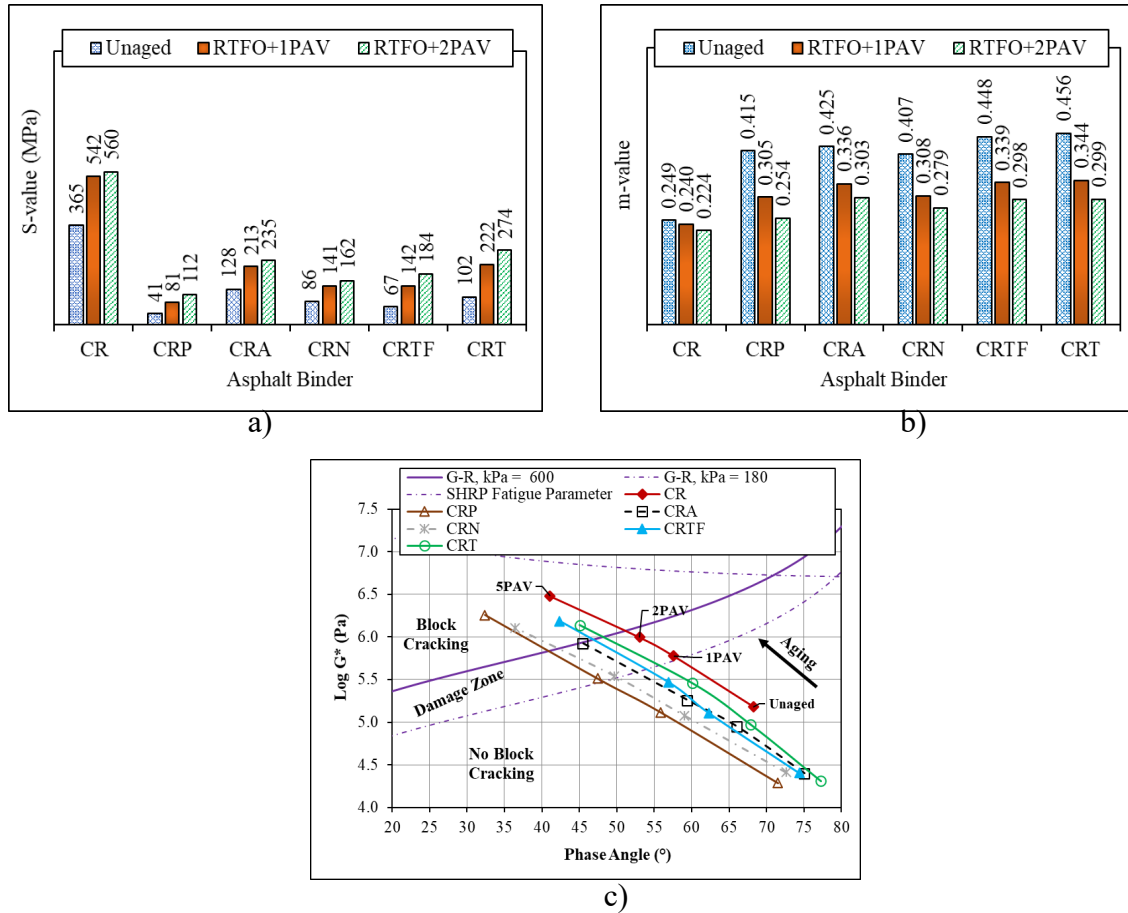 Unaged RTFO+1PAV RTFO+2PAV
S-value (MPa)
365 542 560 41 81 112 128 213 235 86 141 162 67 142 184 102 222 274
CR CRP CRA CRN CRTF CRT
Asphalt Binder
a)
Unaged RTFO+1PAV RTFO+2PAV
m-value
0.249 0.240 0.224 0.415 0.305 0.254 0.425 0.336 0.303 0.407 0.308 0.279 0.448 0.339 0.298 0.456 0.344 0.299
CR CRP CRA CRN CRTF CRT
Asphalt Binder
b)
G-R, kPa = 600 G-R, kPa = 180
SHRP Fatigue Parameter CR
CRP CRA
CRN CRTF
CRT
Log G* (Pa)
7.5
7.0
6.5
6.0
5.5
5.0
4.5
4.0
5PAV
2PAV
1PAV
Unaged
Aging
Block
Cracking
Damage Zone
No Block
Cracking
20 25 30 35 40 45 50 55 60 65 70 75 80
Phase Angle (°)
c)